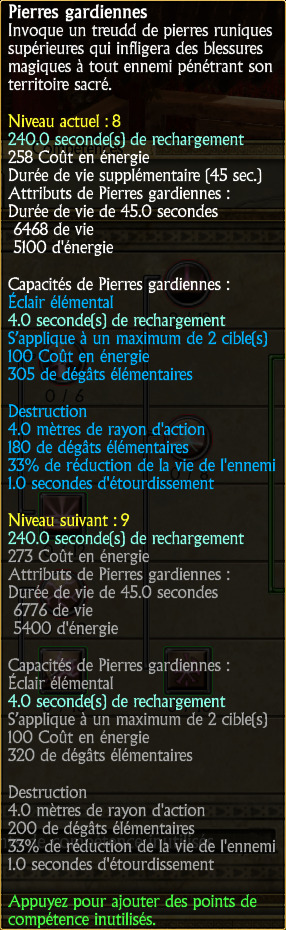 Pierres gardiennes
Invoque un treudd de pierres runiques
supérieures qui infligera des blessures
magiques à tout ennemi pénétrant son
territoire sacré.
Niveau actuel : 8
240.0 seconde(s) de rechargement
258 Coût en énergie
Durée de vie supplémentaire (45 sec.)
Attributs de Pierres gardiennes :
Durée de vie de 45.0 secondes
6468 de vie
5100 d'énergie
Capacités de Pierres gardiennes :
Éclair élémental
4.0 seconde(s) de rechargement
S'applique à un maximum de 2 cible(s)
100 Coût en énergie
305 de dégâts élémentaires
Destruction
4.0 mètres de rayon d'action
180 de dégâts élémentaires
33% de réduction de la vie de l'ennemi
1.0 secondes d'étourdissement
Niveau suivant : 9
240.0 seconde(s) de rechargement
273 Coût en énergie
Attributs de Pierres gardiennes :
Durée de vie de 45.0 secondes
6776 de vie
5400 d'énergie
Capacités de Pierres gardiennes :
Éclair élémental
4.0 seconde(s) de rechargement
S'applique à un maximum de 2 cible(s)
100 Coût en énergie
320 de dégâts élémentaires
Destruction
4.0 mètres de rayon d'action
200 de dégâts élémentaires
33% de réduction de la vie de l'ennemi
1.0 secondes d'étourdissement
Appuyez pour ajouter des points de
compétence inutilisés.